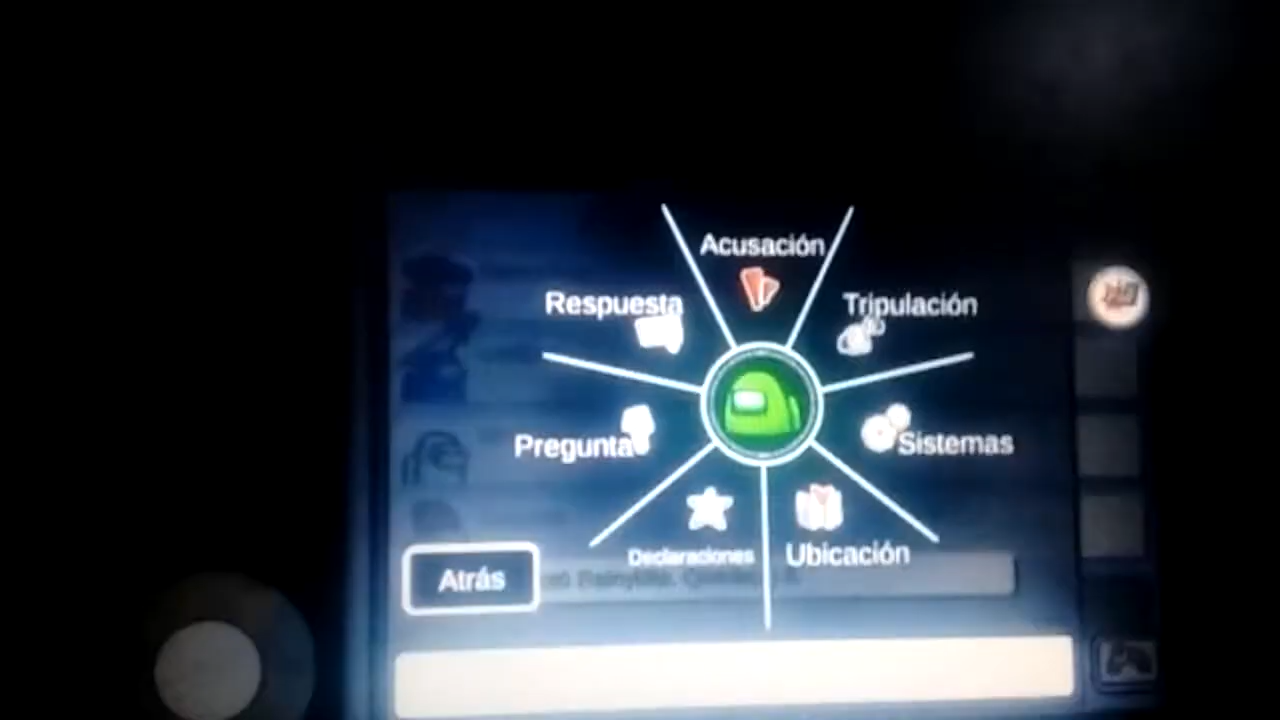 Acusación
Respuesta
Tripulación
Pregunta
Sistemas
Declaraciones
Ubicación
Atrás